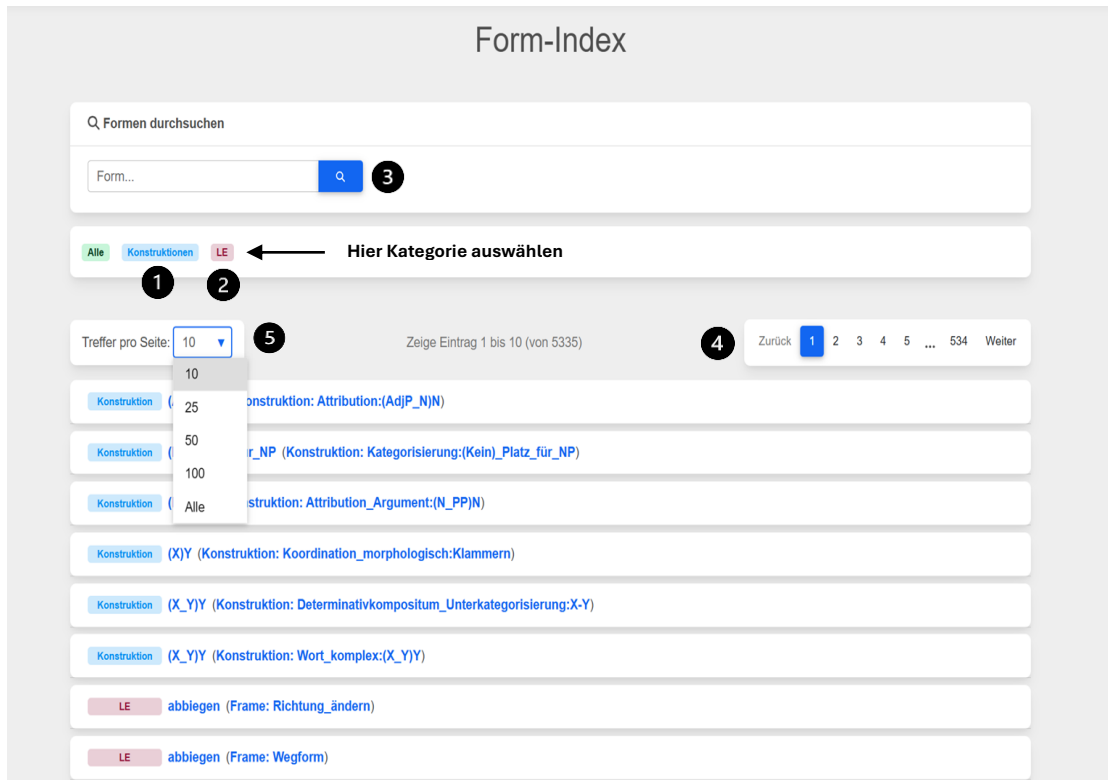 Form-Index
Formen durchsuchen
Form... 3
Alle Konstruktionen LE Hier Kategorie auswählen
1 2
Treffer pro Seite: 10 5 Zeige Eintrag 1 bis 10 (von 5335) 4 Zurück 1 2 3 4 5 ... 534 Weiter
10
25
50
100
Alle
Konstruktion ( onstruktion: Attribution:(AdjP_N)N)
Konstruktion ( r_NP (Konstruktion: Kategorisierung:(Kein)_Platz_für_NP)
Konstruktion ( struktion: Attribution_Argument:(N_PP)N)
Konstruktion (X)Y (Konstruktion: Koordination_morphologisch:Klammern)
Konstruktion (X_Y)Y (Konstruktion: Determinativkompositum_Unterkategorisierung:X-Y)
Konstruktion (X_Y)Y (Konstruktion: Wort_komplex:(X_Y)Y)
LE abbiegen (Frame: Richtung_ändern)
LE abbiegen (Frame: Wegform)